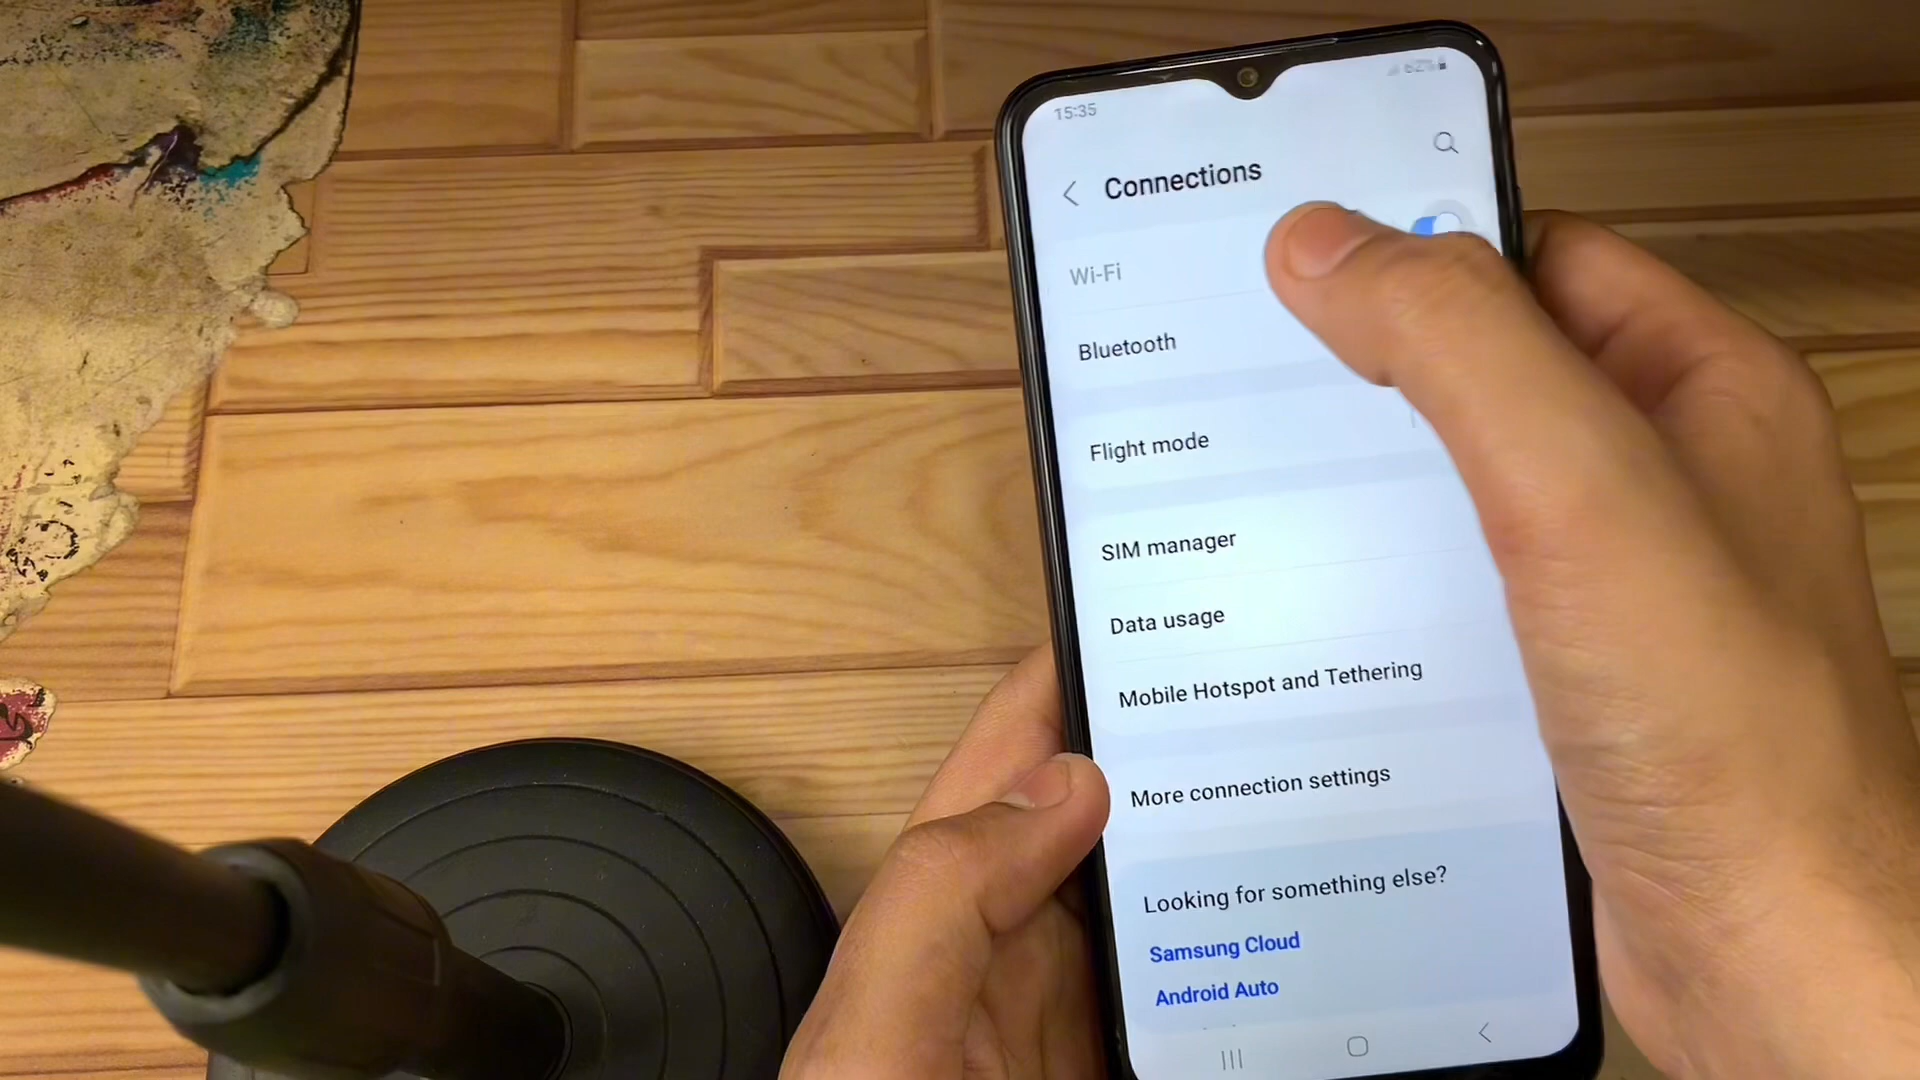 15:35
62%
Connections
Wi-Fi
Bluetooth
Flight mode
SIM manager
Data usage
Mobile Hotspot and Tethering
More connection settings
Looking for something else?
Samsung Cloud
Android Auto